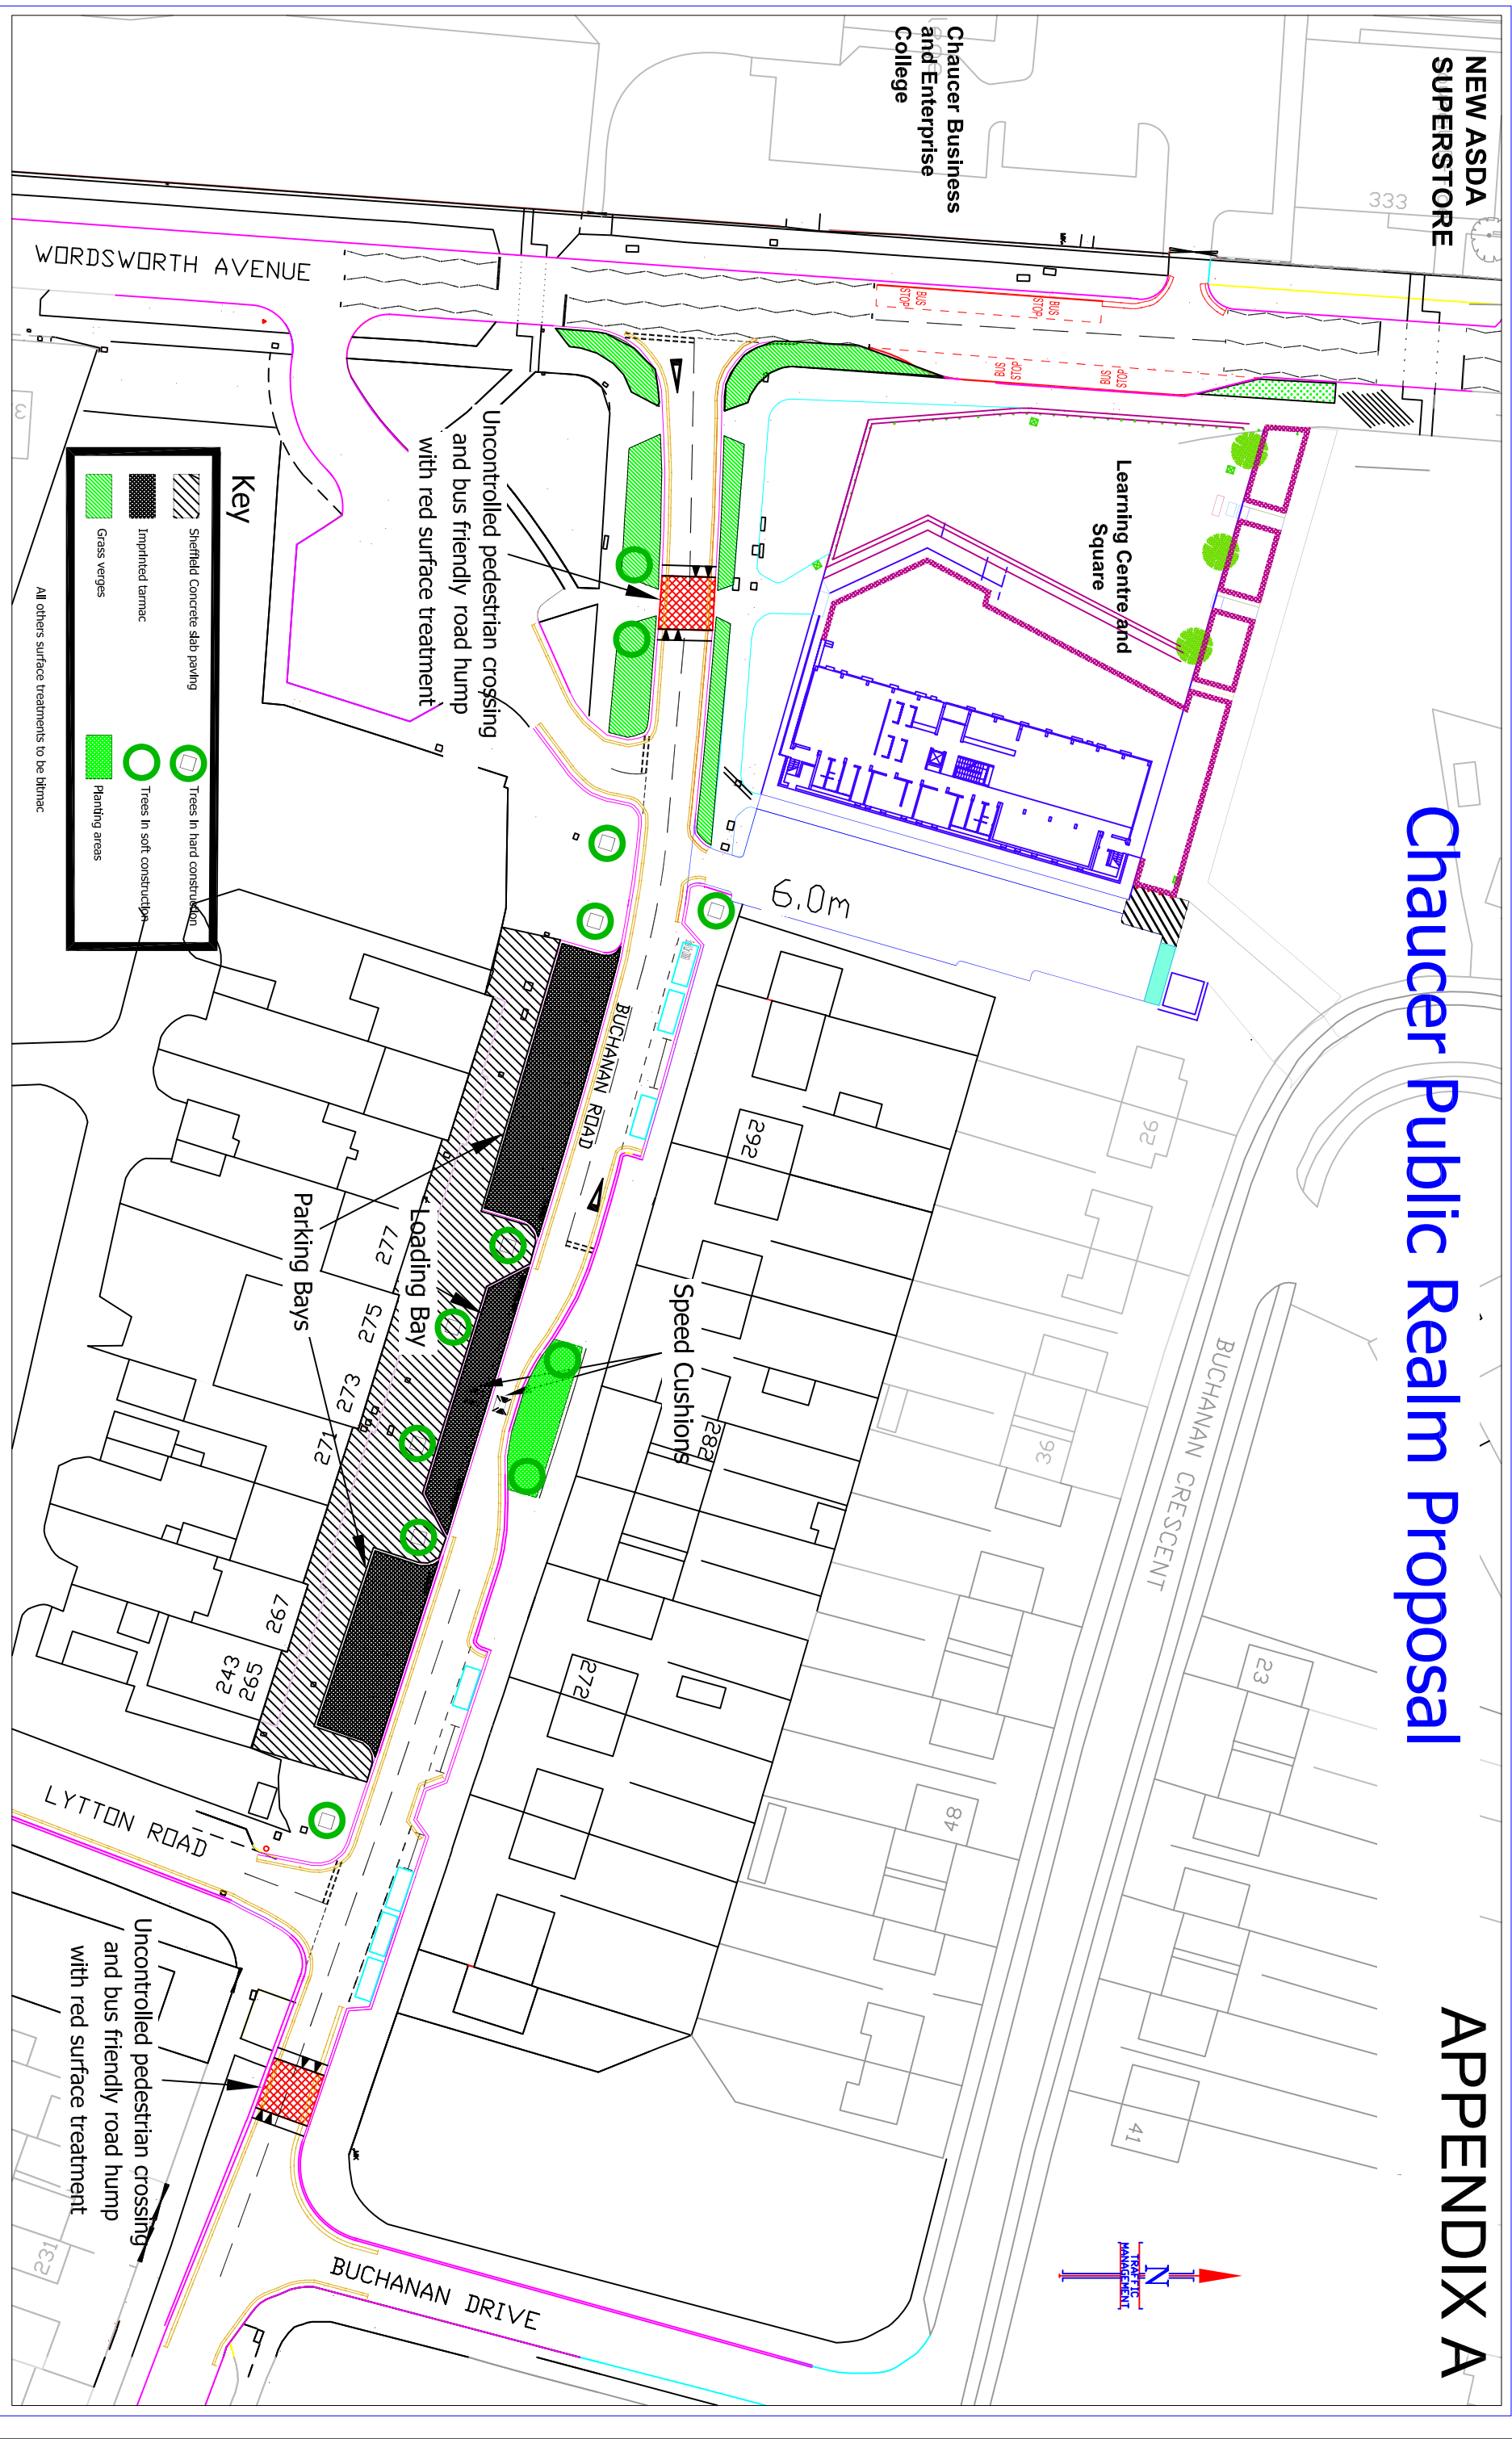 APPENDIX A
Chaucer Public Realm Proposal
NEW ASDA
SUPERSTORE
333
Chaucer Business
and Enterprise
College
WORDSWORTH AVENUE
BUS
STOP
BUS
STOP
BUS
STOP
BUS
STOP
Learning Centre and
Square
Uncontrolled pedestrian crossing
and bus friendly road hump
with red surface treatment
6.0m
BUCHANAN ROAD
Parking Bays
Loading Bay
Speed Cushions
292
282
272
277
275
273
271
267
265
243
26
36
48
23
41
231
3
BUCHANAN CRESCENT
LYTTON ROAD
BUCHANAN DRIVE
Uncontrolled pedestrian crossing
and bus friendly road hump
with red surface treatment
N
TRAFFIC
MANAGEMENT
Key
Sheffield Concrete slab paving
Imprinted tarmac
Grass verges
Trees in hard construction
Trees in soft construction
Planting areas
All others surface treatments to be bitmac